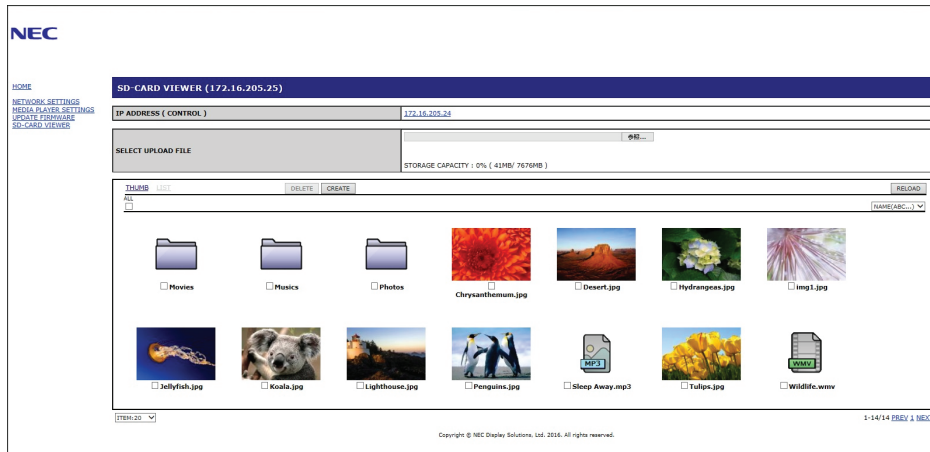 NEC
HOME
NETWORK SETTINGS
MEDIA PLAYER SETTINGS
UPDATE FIRMWARE
SD-CARD VIEWER
SD-CARD VIEWER (172.16.205.25)
IP ADDRESS ( CONTROL ) 172.16.205.24
SELECT UPLOAD FILE 参照...
STORAGE CAPACITY : 0% ( 41MB/ 7676MB )
THUMB LIST DELETE CREATE RELOAD
ALL
NAME(ABC...)
Movies Musics Photos Chrysanthemum.jpg Desert.jpg Hydrangeas.jpg img1.jpg
MP3 WMV
Jellyfish.jpg Koala.jpg Lighthouse.jpg Penguins.jpg Sleep Away.mp3 Tulips.jpg Wildlife.wmv
ITEM:20 1-14/14 PREV 1 NEX
Copyright © NEC Display Solutions, Ltd. 2016. All rights reserved.